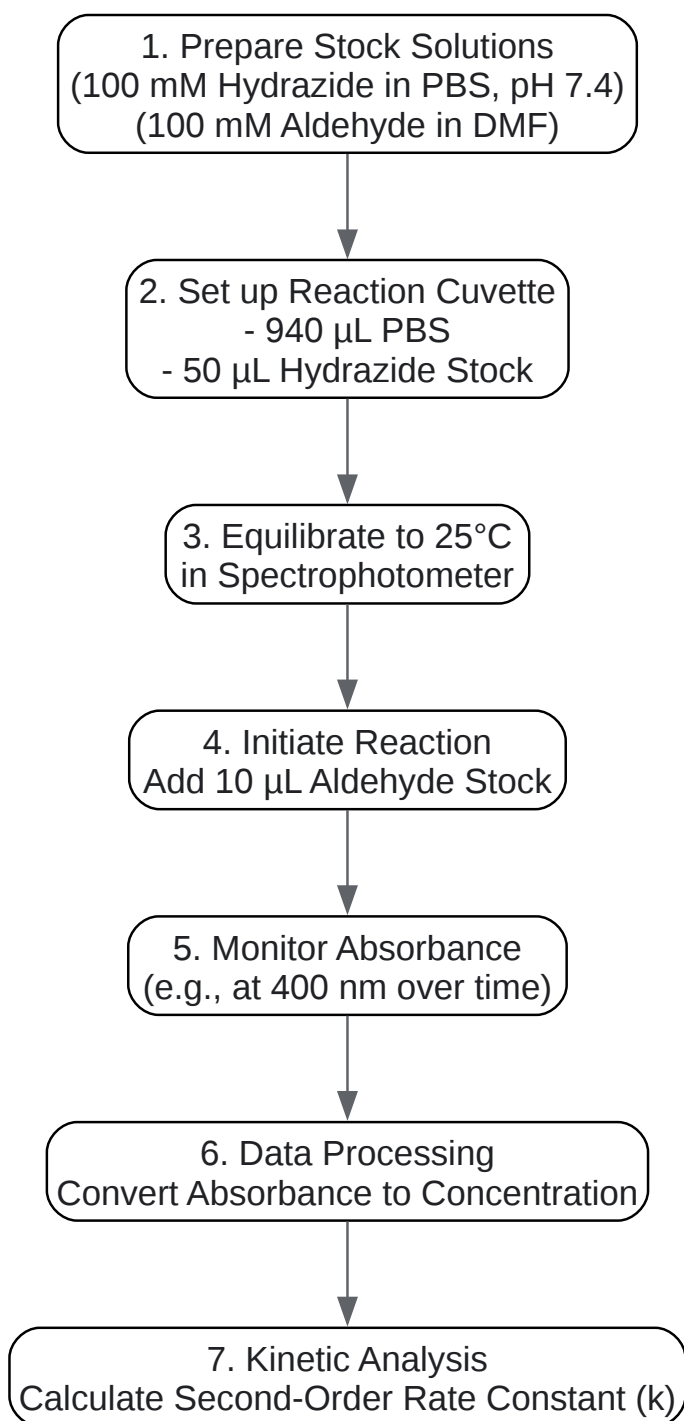 1. Prepare Stock Solutions
(100 mM Hydrazide in PBS, pH 7.4)
(100 mM Aldehyde in DMF)
2. Set up Reaction Cuvette
- 940 µL PBS
- 50 µL Hydrazide Stock
3. Equilibrate to 25°C
in Spectrophotometer
4. Initiate Reaction
Add 10 µL Aldehyde Stock
5. Monitor Absorbance
(e.g., at 400 nm over time)
6. Data Processing
Convert Absorbance to Concentration
7. Kinetic Analysis
Calculate Second-Order Rate Constant (k)